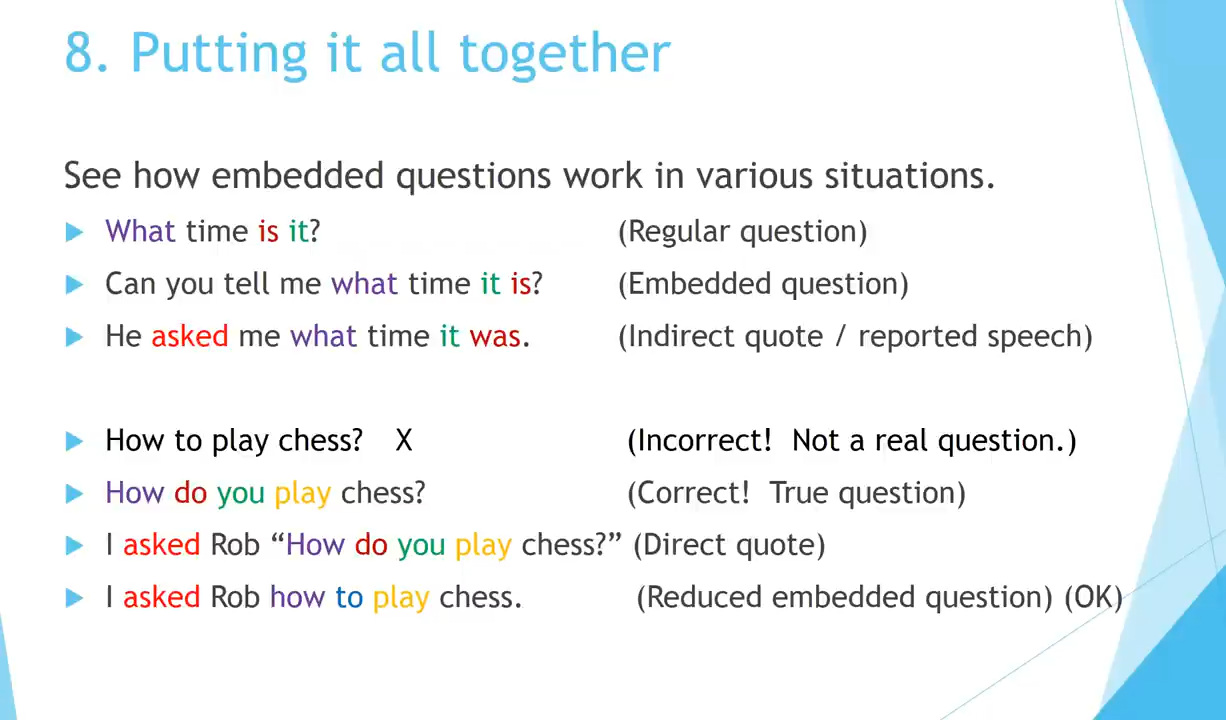 8. Putting it all together
See how embedded questions work in various situations.
What time is it? (Regular question)
Can you tell me what time it is? (Embedded question)
He asked me what time it was. (Indirect quote / reported speech)
How to play chess? X (Incorrect! Not a real question.)
How do you play chess? (Correct! True question)
I asked Rob “How do you play chess?” (Direct quote)
I asked Rob how to play chess. (Reduced embedded question) (OK)